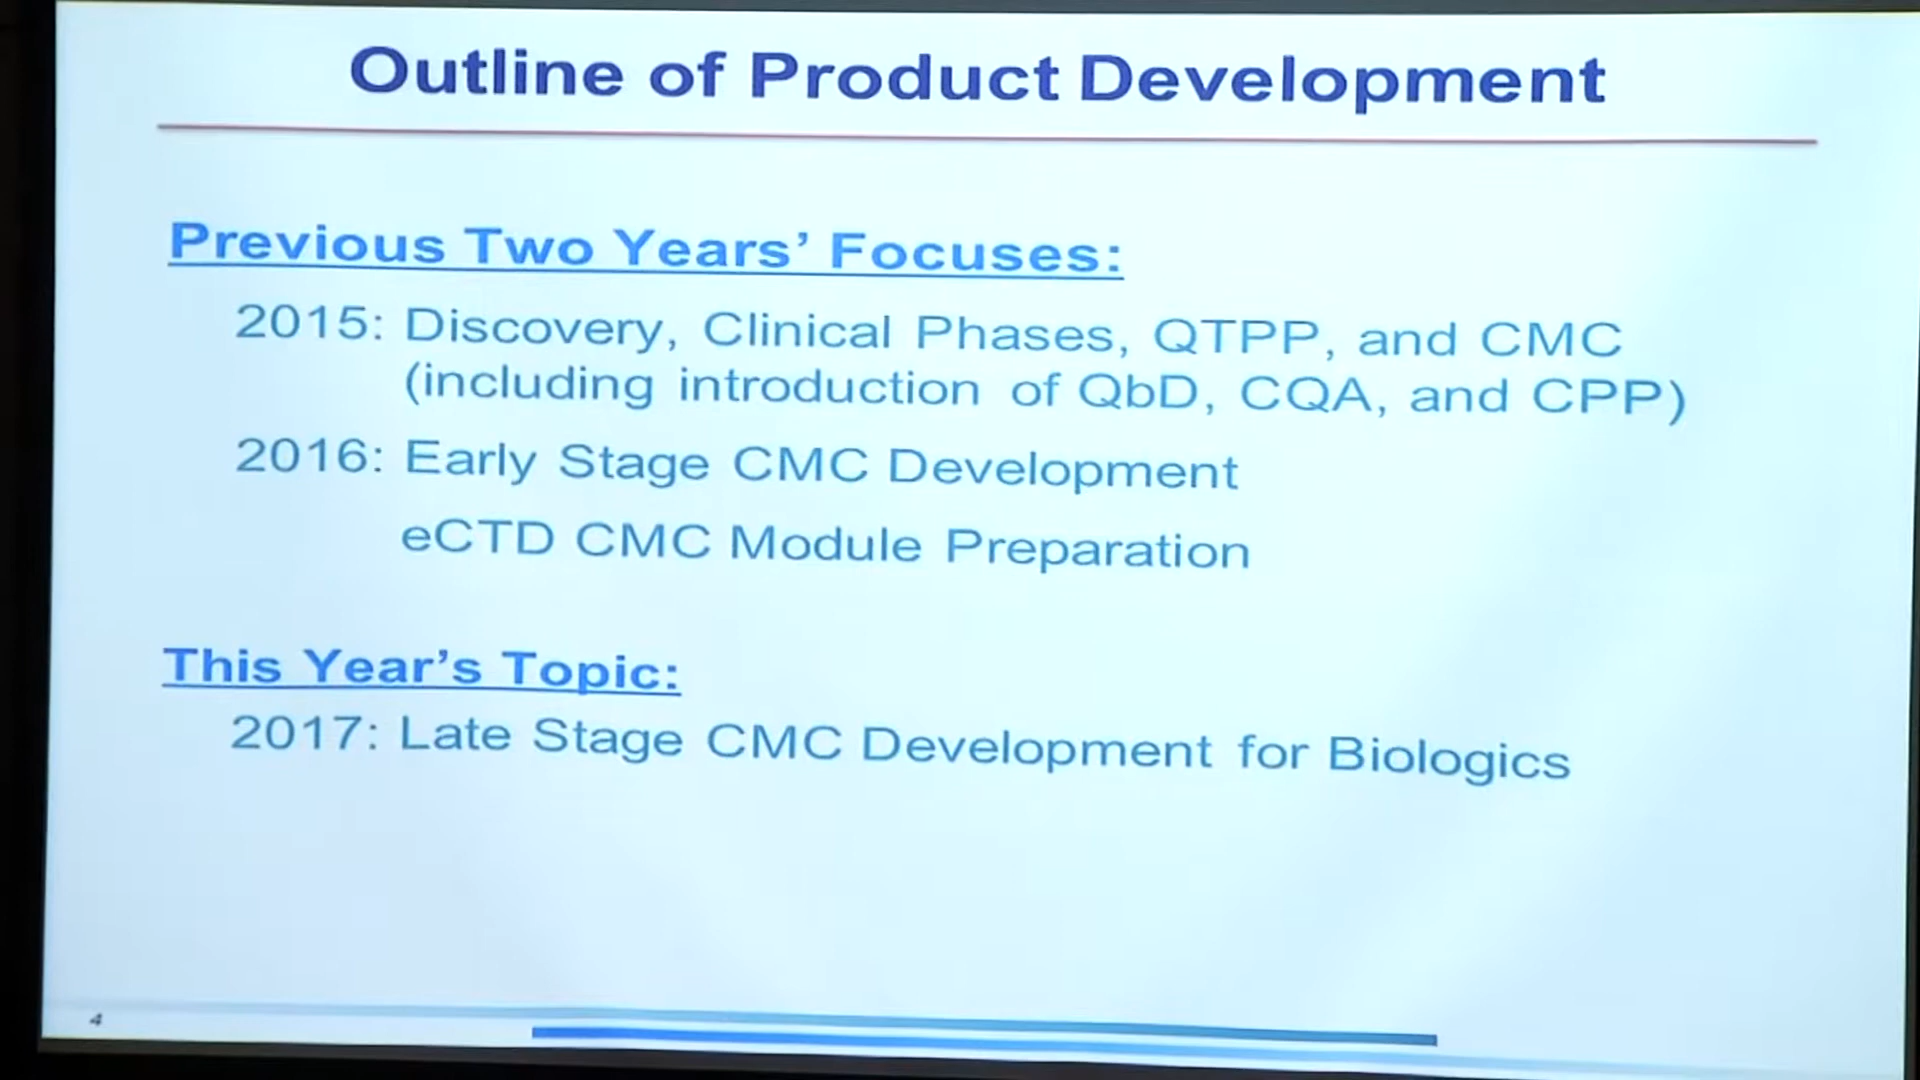 Outline of Product Development
Previous Two Years’ Focuses:
2015: Discovery, Clinical Phases, QTPP, and CMC
(including introduction of QbD, CQA, and CPP)
2016: Early Stage CMC Development
eCTD CMC Module Preparation
This Year’s Topic:
2017: Late Stage CMC Development for Biologics
4